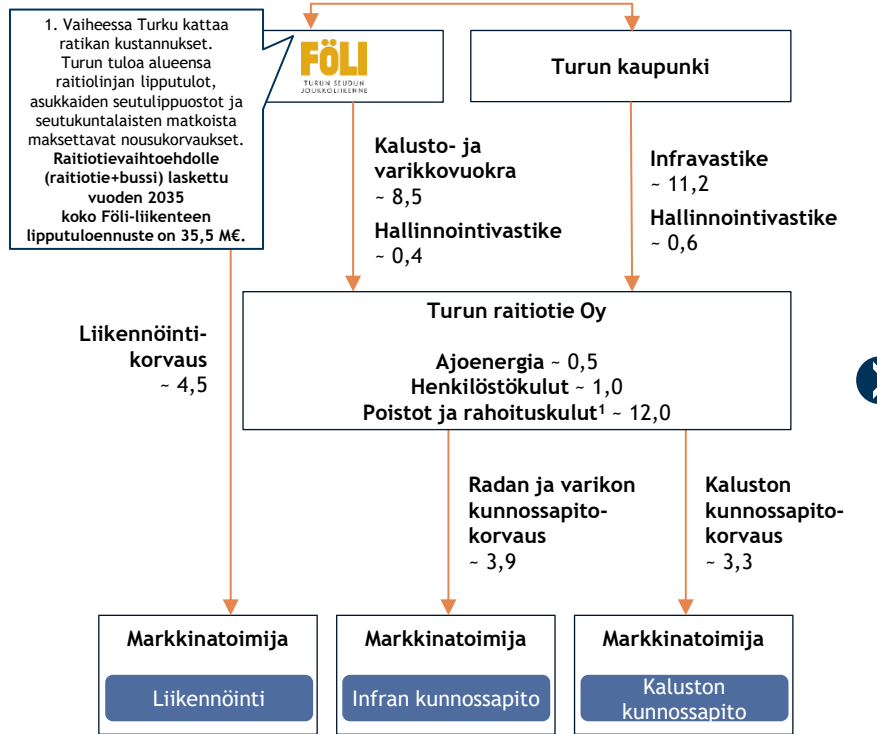 1. Vaiheessa Turku kattaa
ratikan kustannukset.
Turun tuloa alueensa
raitiolinjan lipputulot,
asukkaiden seutulippuostot ja
seutukuntalaisten matkoista
maksettavat nousukorvaukset.
Raitiotievaihtoehdolle
(raitiotie+bussi) laskettu
vuoden 2035
koko Föli-liikenteen
lipputuloennuste on 35,5 M€.
FÖLI
TURUN SEUDUN
JOUKKOLIIKENNE
Turun kaupunki
Kalusto- ja
varikkovuokra
~ 8,5
Hallinnointivastike
~ 0,4
Infravastike
~ 11,2
Hallinnointivastike
~ 0,6
Liikennöinti-
korvaus
~ 4,5
Turun raitiotie Oy
Ajoenergia ~ 0,5
Henkilöstökulut ~ 1,0
Poistot ja rahoituskulut¹ ~ 12,0
Radan ja varikon
kunnossapito-
korvaus
~ 3,9
Kaluston
kunnossapito-
korvaus
~ 3,3
Markkinatoimija
Liikennöinti
Markkinatoimija
Infran kunnossapito
Markkinatoimija
Kaluston
kunnossapito